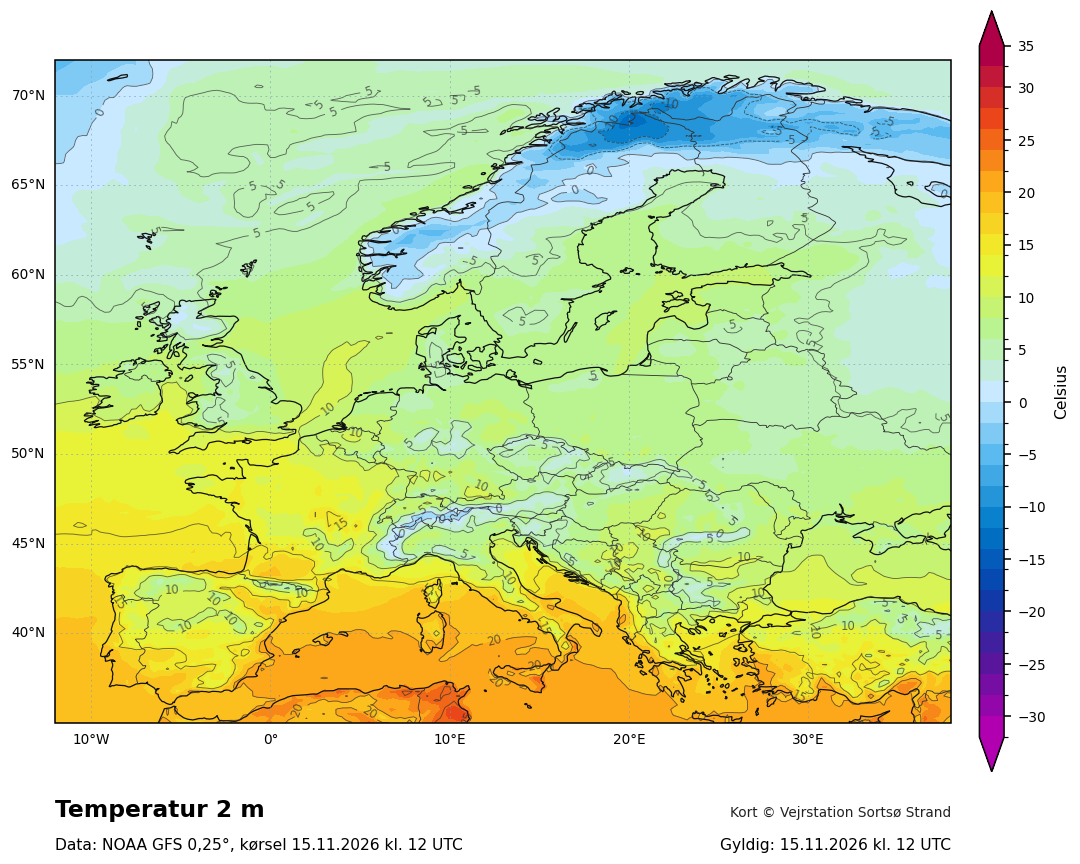 70°N
65°N
60°N
55°N
50°N
45°N
40°N
10°W 0° 10°E 20°E 30°E
35
30
25
20
15
10
5
0
−5
−10
−15
−20
−25
−30
Celsius
Temperatur 2 m
Kort © Vejrstation Sortsø Strand
Data: NOAA GFS 0,25°, kørsel 15.11.2026 kl. 12 UTC
Gyldig: 15.11.2026 kl. 12 UTC